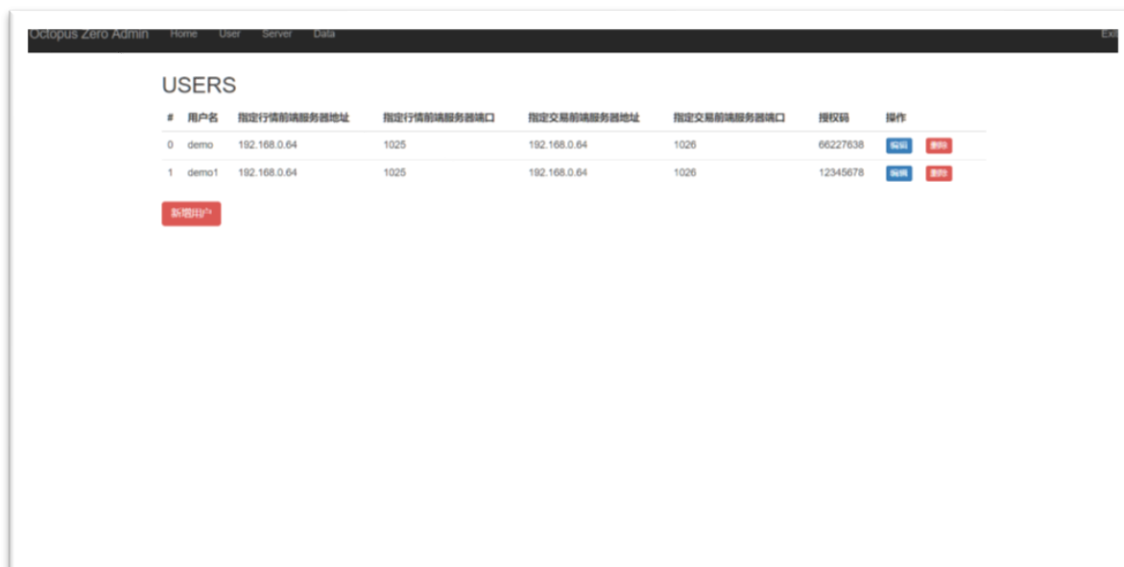 Octopus Zero Admin Home User Server Data Exit
USERS
# 用户名 指定行情前端服务器地址 指定行情前端服务器端口 指定交易前端服务器地址 指定交易前端服务器端口 授权码 操作
0 demo 192.168.0.64 1025 192.168.0.64 1026 66227638 编辑 删除
1 demo1 192.168.0.64 1025 192.168.0.64 1026 12345678 编辑 删除
新增用户